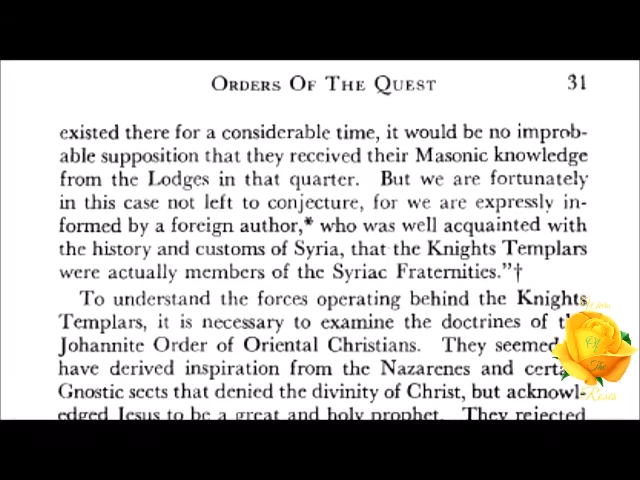 ORDERS OF THE QUEST 31
existed there for a considerable time, it would be no improb-
able supposition that they received their Masonic knowledge
from the Lodges in that quarter. But we are fortunately
in this case not left to conjecture, for we are expressly in-
formed by a foreign author,* who was well acquainted with
the history and customs of Syria, that the Knights Templars
were actually members of the Syriac Fraternities."†
To understand the forces operating behind the Knights
Templars, it is necessary to examine the doctrines of
Johannite Order of Oriental Christians. They seemed
have derived inspiration from the Nazarenes and
Gnostic sects that denied the divinity of Christ, but acknowl-
edged Jesus to be a great and holy prophet. They rejected